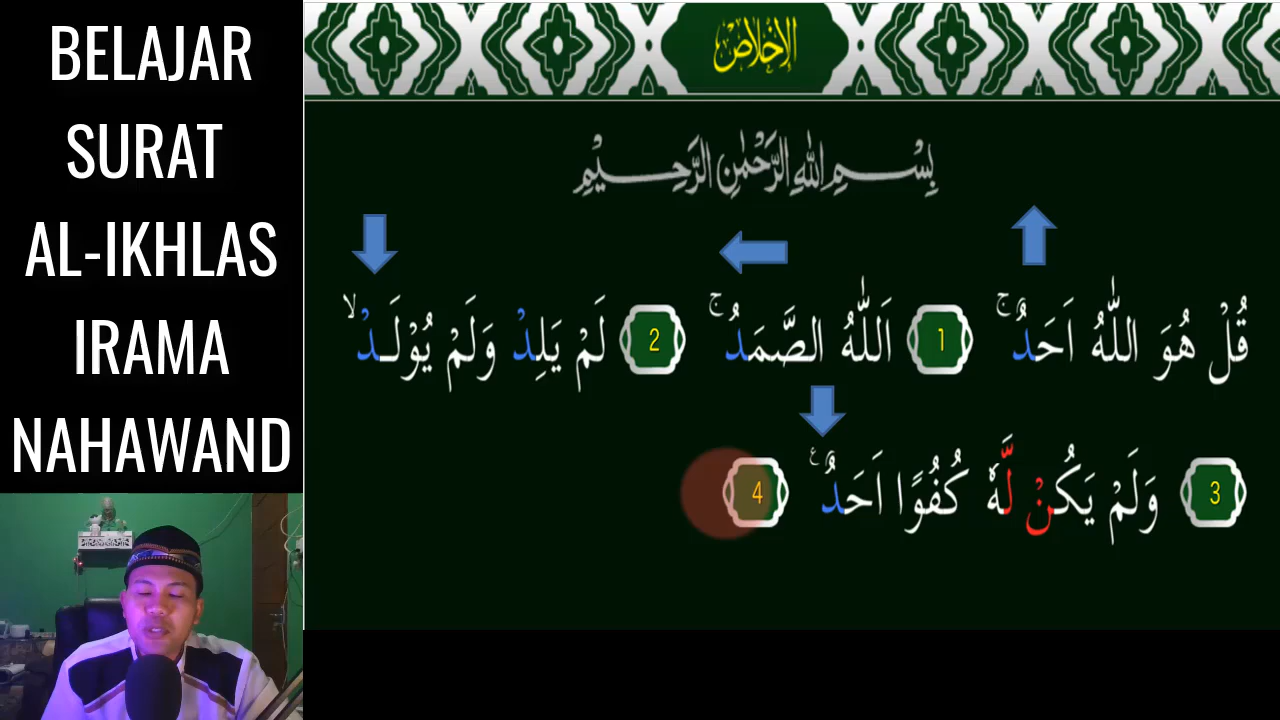 BELAJAR
SURAT
AL-IKHLAS
IRAMA
NAHAWAND
الإخلاص
بِسْمِ اللّٰهِ الرَّحْمٰنِ الرَّحِيْمِ
قُلْ هُوَ اللّٰهُ اَحَدٌۚ 1 اَللّٰهُ الصَّمَدُۚ 2 لَمْ يَلِدْ وَلَمْ يُوْلَدْۙ
3 وَلَمْ يَكُنْ لَّهٗ كُفُوًا اَحَدٌ ࣖ 4